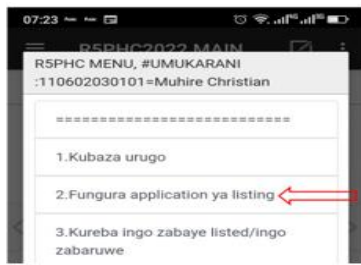 07:23
R5PHC2022 MAIN
R5PHC MENU, #UMUKARANI
:110602030101=Muhire Christian
==========================
1.Kubaza urugo
2.Fungura application ya listing
3.Kureba ingo zabaye listed/ingo
zabaruwe